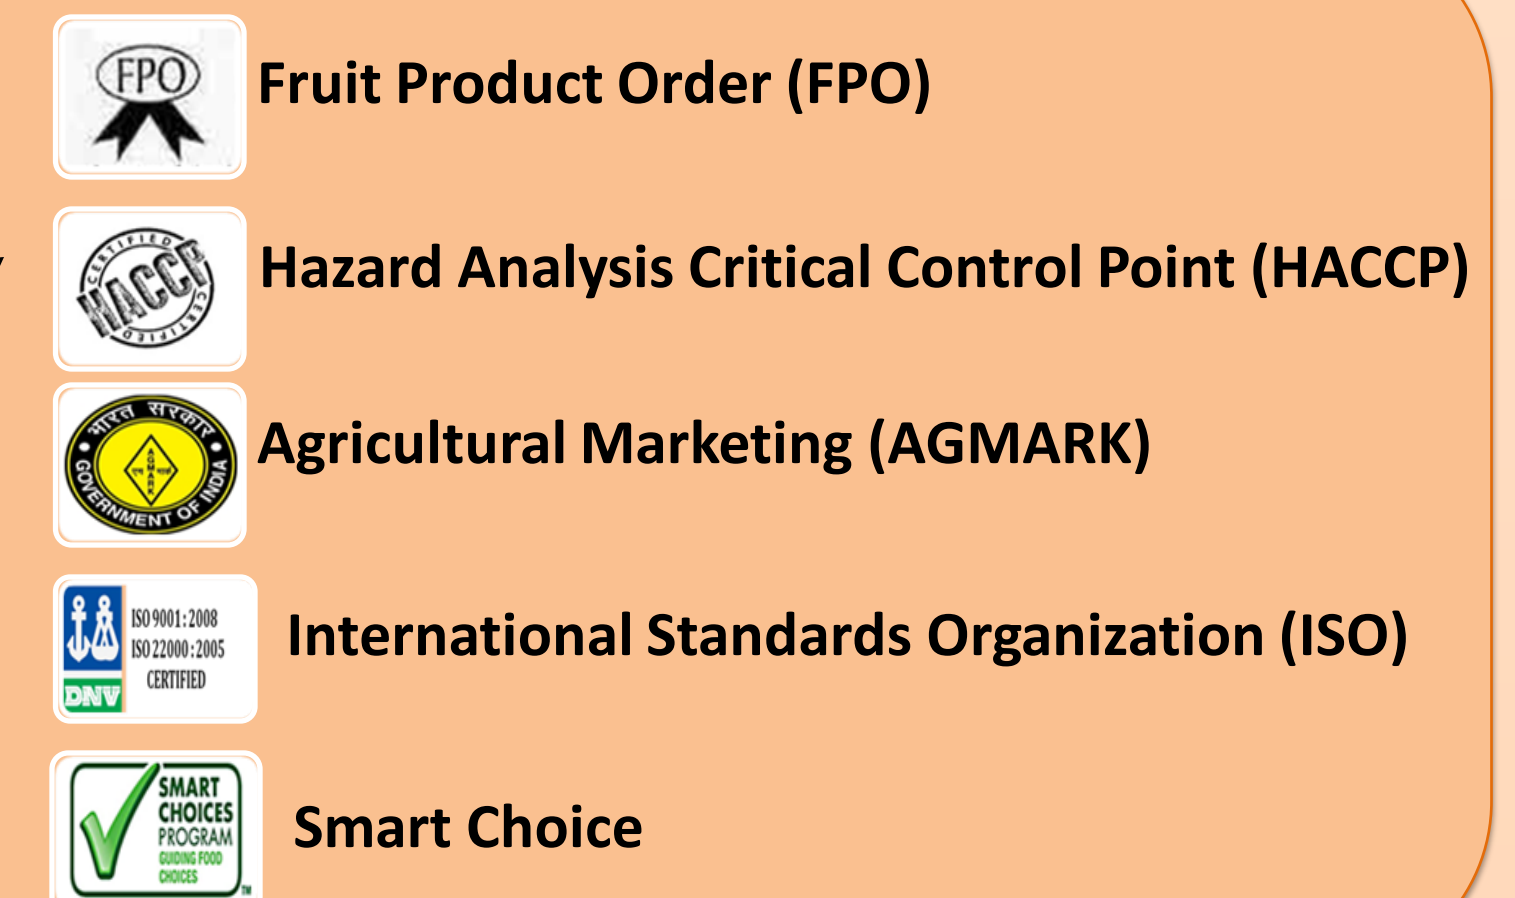 FPO
Fruit Product Order (FPO)
CERTIFIED
HACCP
CERTIFIED
Hazard Analysis Critical Control Point (HACCP)
भारत सरकार
AGMARK
एग मार्क
GOVERNMENT OF INDIA
Agricultural Marketing (AGMARK)
ISO 9001:2008
ISO 22000:2005
CERTIFIED
DNV
International Standards Organization (ISO)
SMART
CHOICES
PROGRAM
GUIDING FOOD
CHOICES
TM
Smart Choice